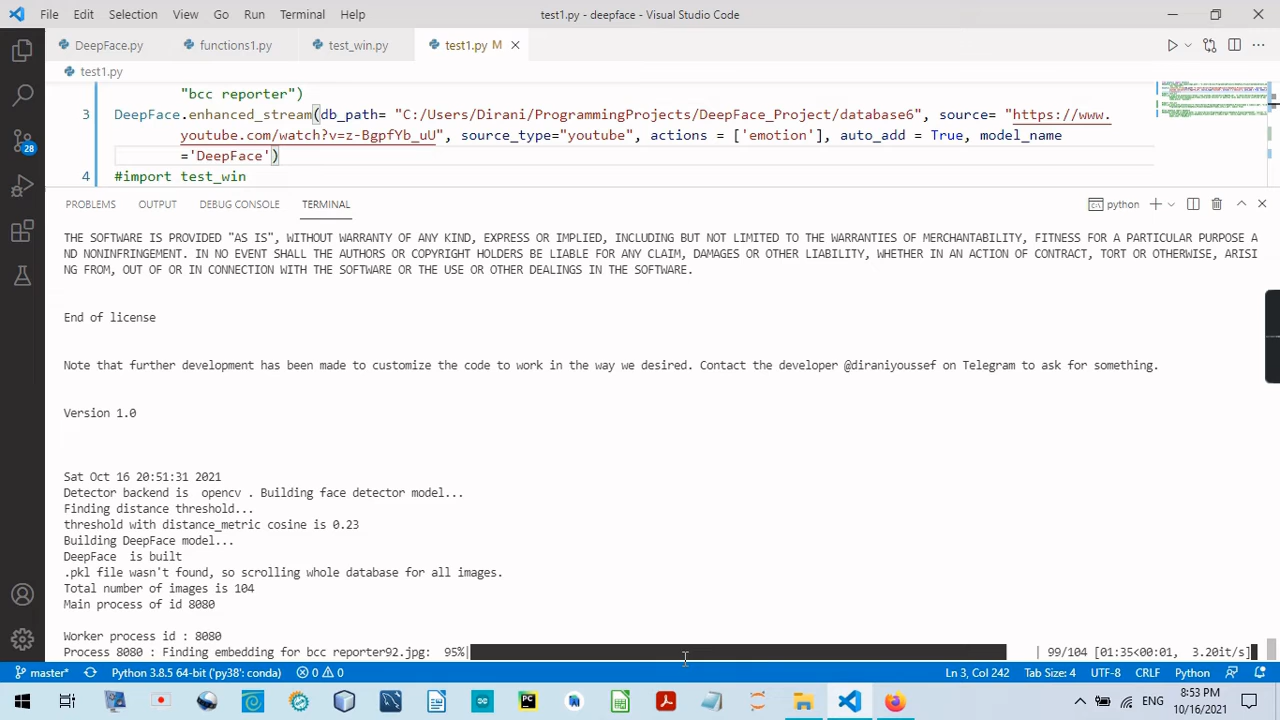 File Edit Selection View Go Run Terminal Help test1.py - deepface - Visual Studio Code
DeepFace.py functions1.py test_win.py test1.py M
test1.py
"bcc reporter")
3 DeepFace.enhanced_stream(db_path= "C:/Users/dirani/ProgrammingProjects/DeepFace_Project/database6", source= "https://www.
youtube.com/watch?v=z-BgpfYb_uU", source_type="youtube", actions = ['emotion'], auto_add = True, model_name
='DeepFace')
4 #import test_win
28
PROBLEMS OUTPUT DEBUG CONSOLE TERMINAL python
THE SOFTWARE IS PROVIDED "AS IS", WITHOUT WARRANTY OF ANY KIND, EXPRESS OR IMPLIED, INCLUDING BUT NOT LIMITED TO THE WARRANTIES OF MERCHANTABILITY, FITNESS FOR A PARTICULAR PURPOSE A
ND NONINFRINGEMENT. IN NO EVENT SHALL THE AUTHORS OR COPYRIGHT HOLDERS BE LIABLE FOR ANY CLAIM, DAMAGES OR OTHER LIABILITY, WHETHER IN AN ACTION OF CONTRACT, TORT OR OTHERWISE, ARISI
NG FROM, OUT OF OR IN CONNECTION WITH THE SOFTWARE OR THE USE OR OTHER DEALINGS IN THE SOFTWARE.
End of license
Note that further development has been made to customize the code to work in the way we desired. Contact the developer @diraniyoussef on Telegram to ask for something.
Version 1.0
Sat Oct 16 20:51:31 2021
Detector backend is  opencv . Building face detector model...
Finding distance threshold...
threshold with distance_metric cosine is 0.23
Building DeepFace model...
DeepFace  is built
.pkl file wasn't found, so scrolling whole database for all images.
Total number of images is 104
Main process of id 8080
Worker process id : 8080
Process 8080 : Finding embedding for bcc reporter92.jpg:  95%| | 99/104 [01:35<00:01,  3.20it/s]
master* Python 3.8.5 64-bit ('py38': conda) 0 0 Ln 3, Col 242 Tab Size: 4 UTF-8 CRLF Python
ENG 8:53 PM
10/16/2021